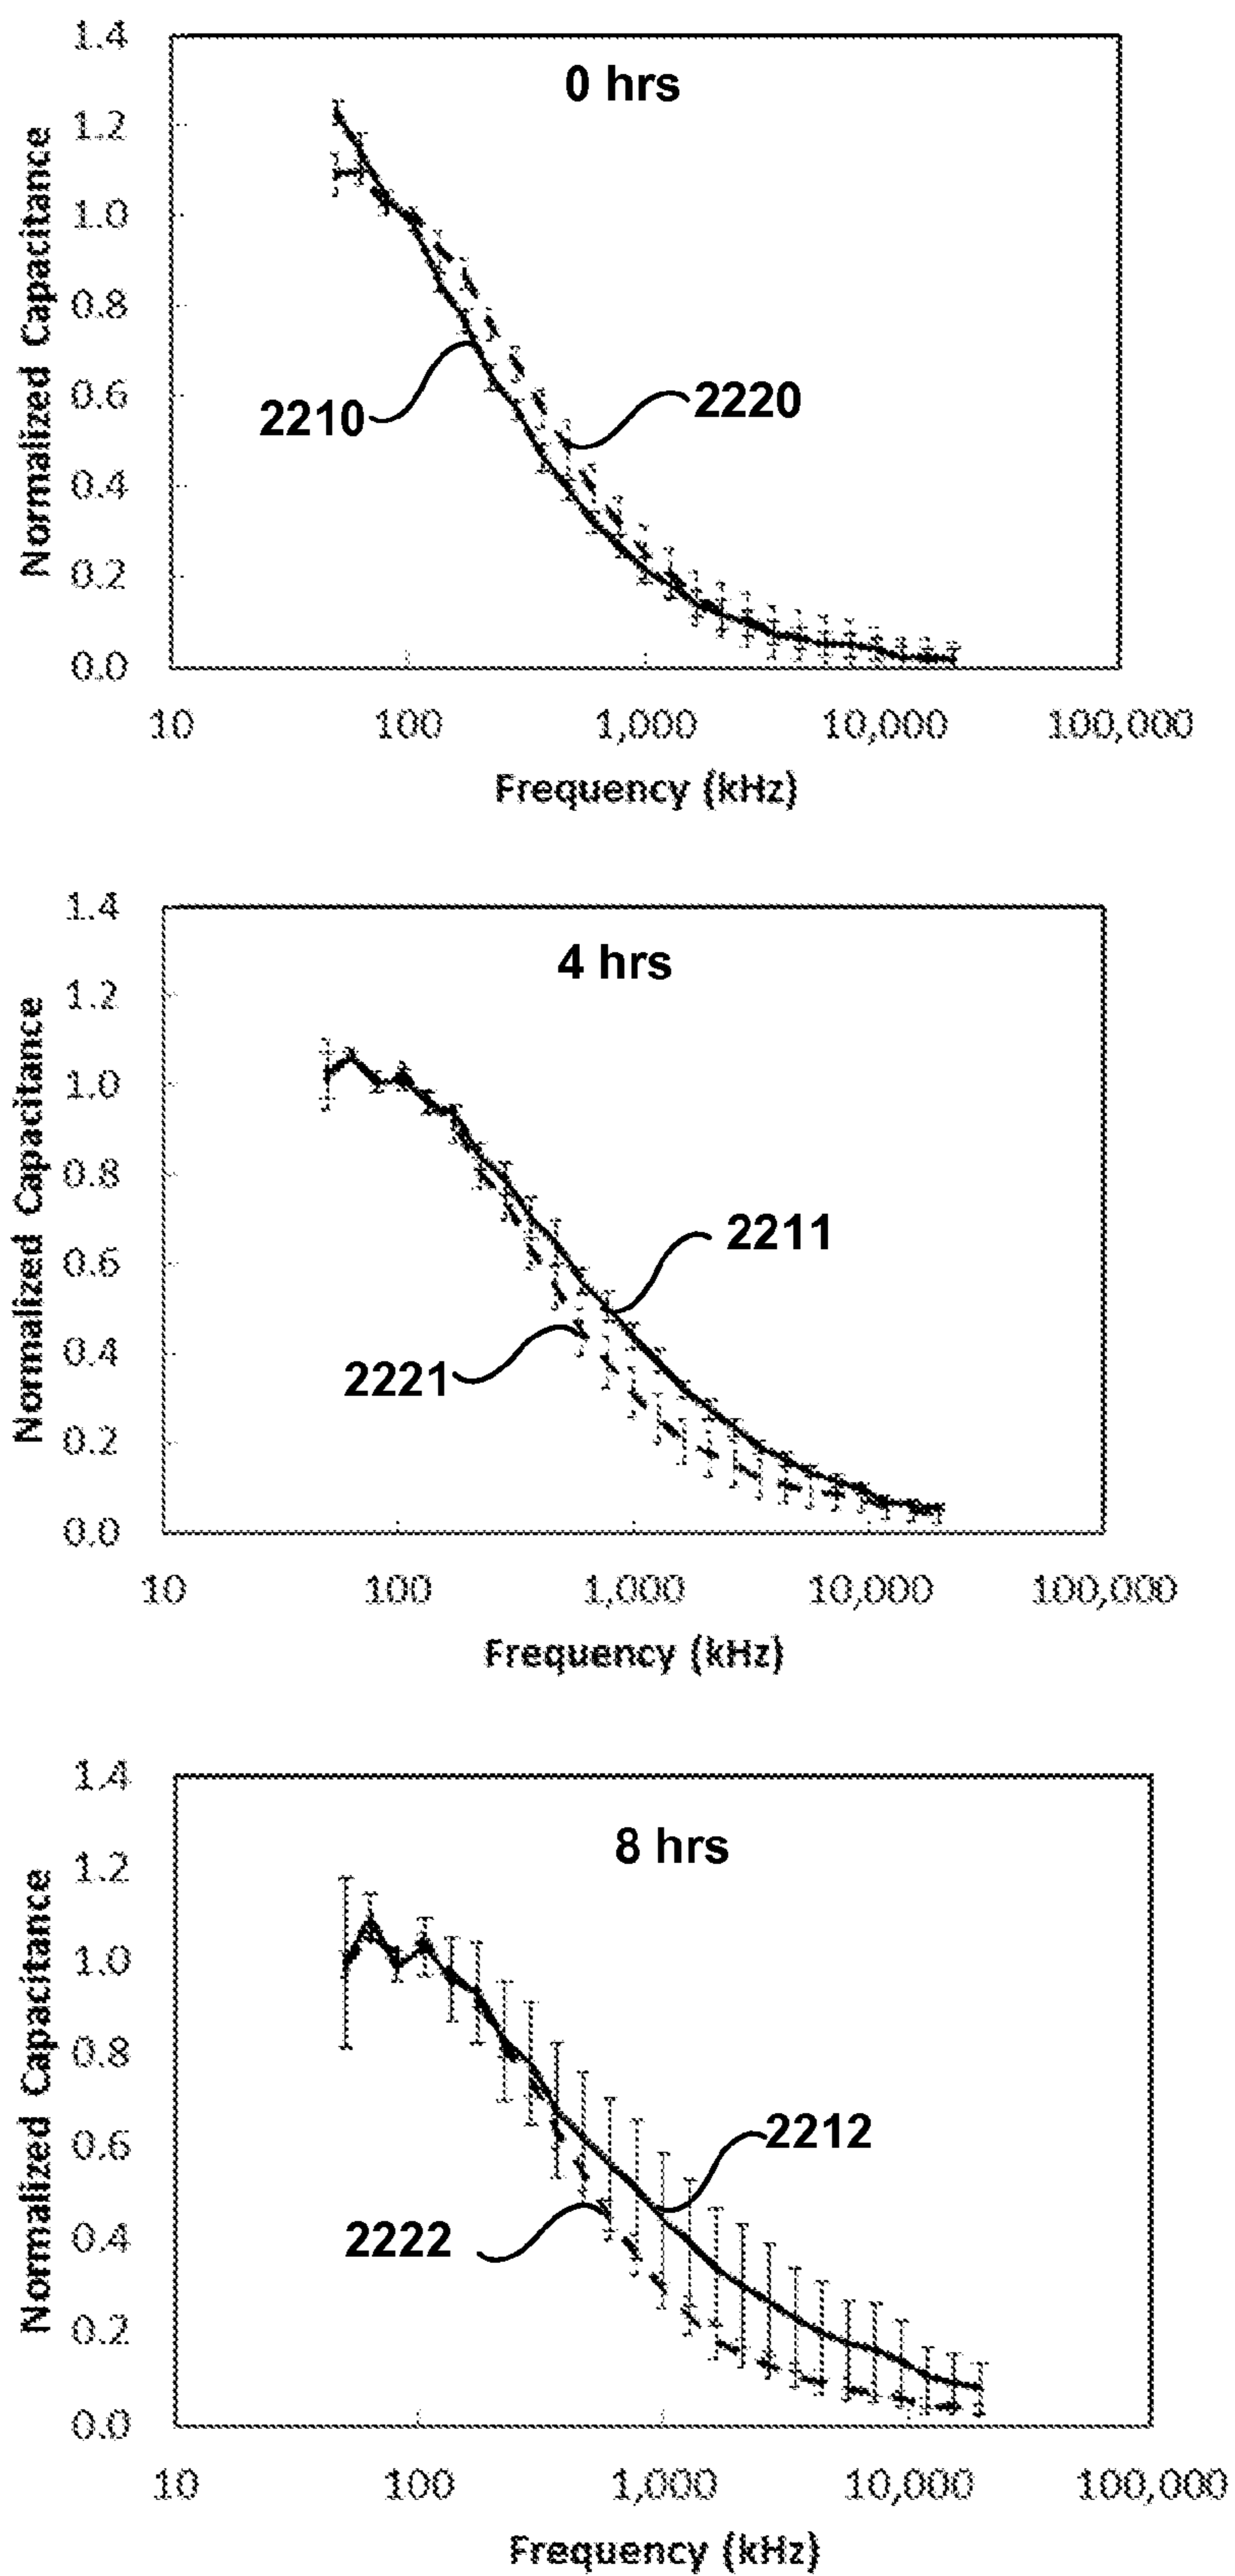 0 hrs
Normalized Capacitance
1.4
1.2
1.0
0.8
0.6
0.4
0.2
0.0
2210
2220
10 100 1,000 10,000 100,000
Frequency (kHz)
4 hrs
Normalized Capacitance
1.4
1.2
1.0
0.8
0.6
0.4
0.2
0.0
2211
2221
10 100 1,000 10,000 100,000
Frequency (kHz)
8 hrs
Normalized Capacitance
1.4
1.2
1.0
0.8
0.6
0.4
0.2
0.0
2212
2222
10 100 1,000 10,000 100,000
Frequency (kHz)